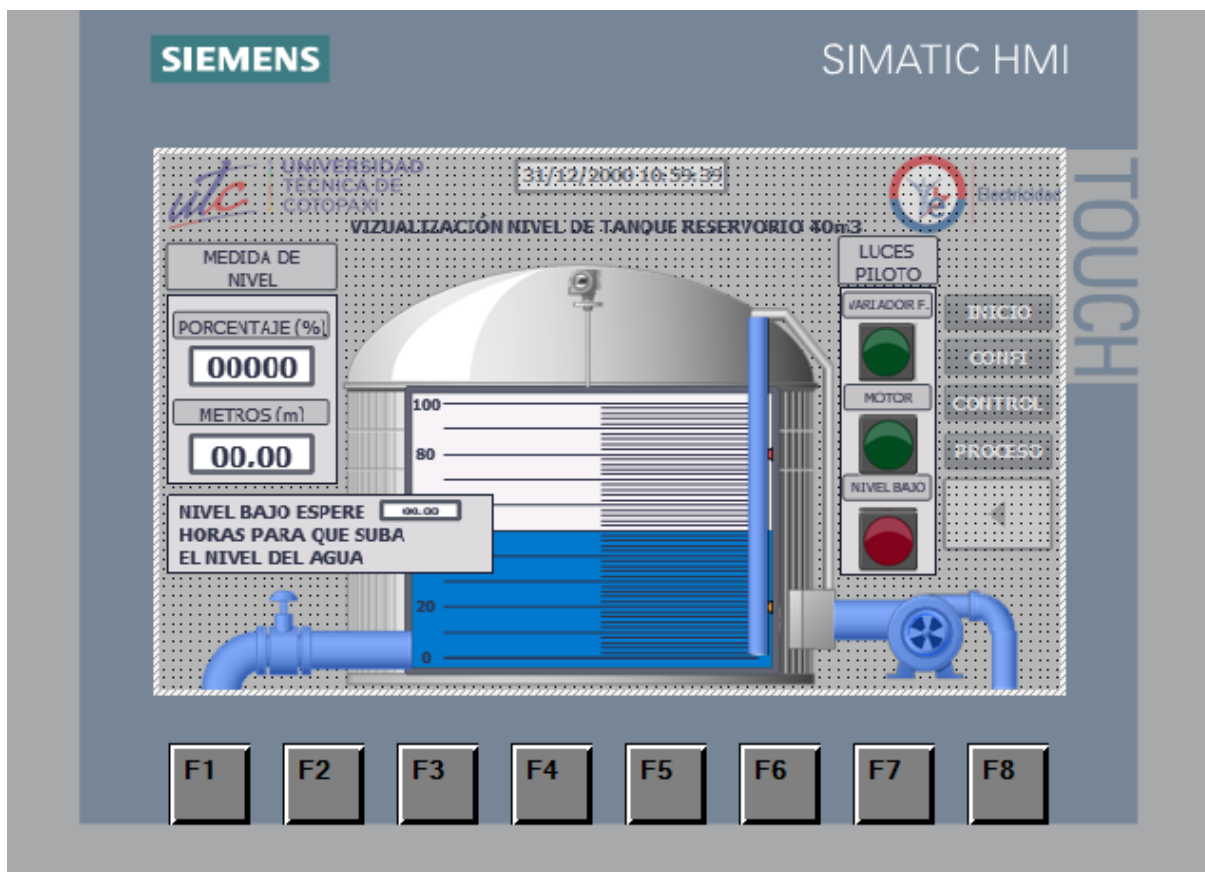 SIEMENS
SIMATIC HMI
TOUCH
utc
UNIVERSIDAD
TÉCNICA DE
COTOPAXI
31/12/2000 10:59:39
Electricidad
VIZUALIZACIÓN NIVEL DE TANQUE RESERVORIO 40m3
MEDIDA DE
NIVEL
PORCENTAJE (%)
00000
METROS (m)
00.00
NIVEL BAJO ESPERE 00.00
HORAS PARA QUE SUBA
EL NIVEL DEL AGUA
100
80
20
0
LUCES
PILOTO
VARIADOIR F.
MOTOR
NIVEL BAJO
INICIO
CONFI
CONTROL
PROCESO
F1 F2 F3 F4 F5 F6 F7 F8